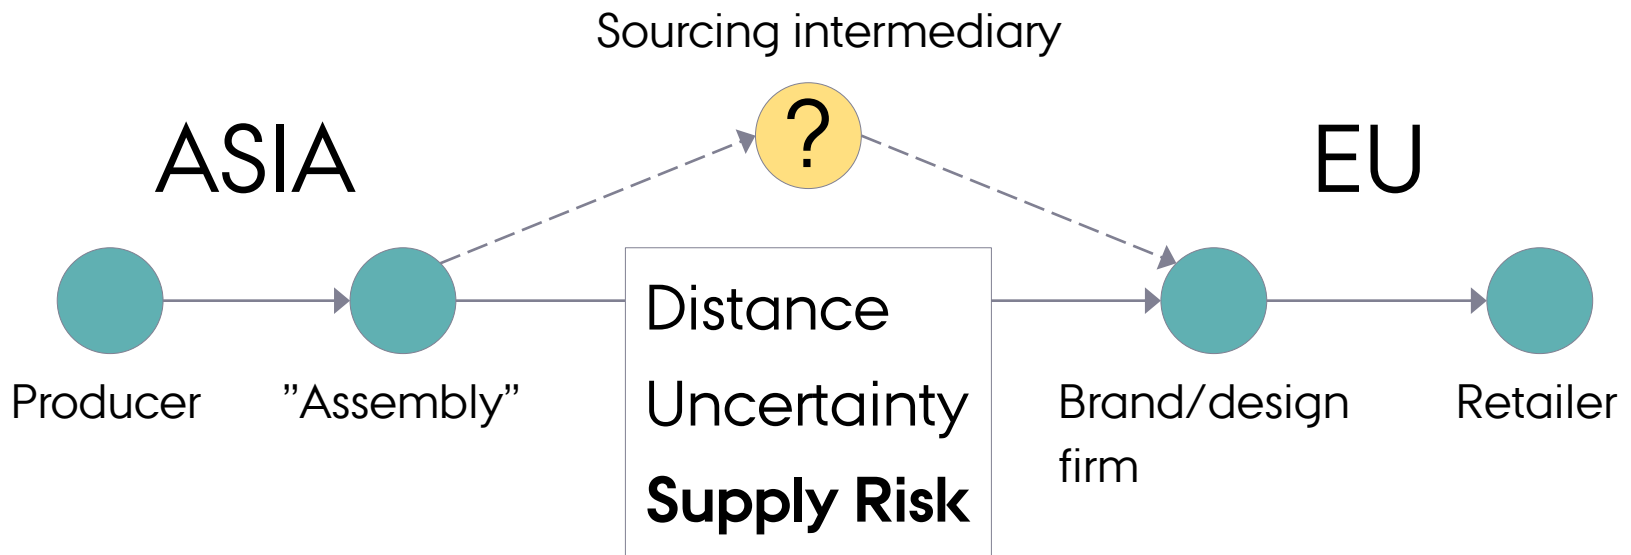 Sourcing intermediary
?
ASIA
EU
Distance
Uncertainty
Supply Risk
Producer
”Assembly”
Brand/design
firm
Retailer